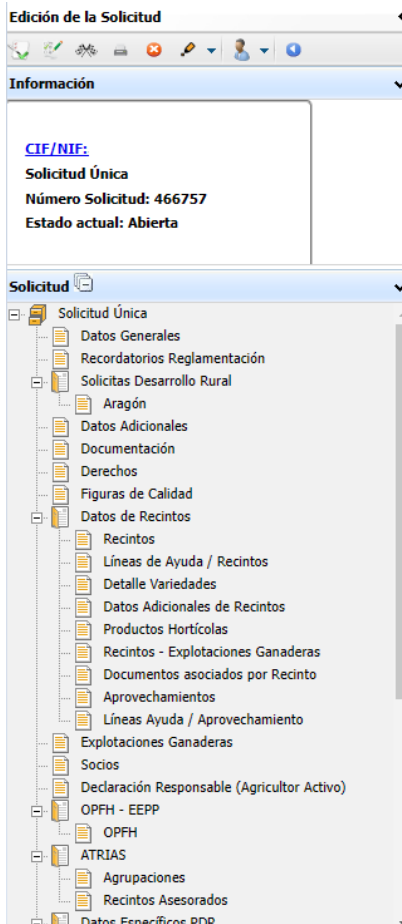 Edición de la Solicitud
Información
CIF/NIF:
Solicitud Única
Número Solicitud: 466757
Estado actual: Abierta
Solicitud
Solicitud Única
Datos Generales
Recordatorios Reglamentación
Solicitas Desarrollo Rural
Aragón
Datos Adicionales
Documentación
Derechos
Figuras de Calidad
Datos de Recintos
Recintos
Líneas de Ayuda / Recintos
Detalle Variedades
Datos Adicionales de Recintos
Productos Hortícolas
Recintos - Explotaciones Ganaderas
Documentos asociados por Recinto
Aprovechamientos
Líneas Ayuda / Aprovechamiento
Explotaciones Ganaderas
Socios
Declaración Responsable (Agricultor Activo)
OPFH - EEPP
OPFH
ATRIAS
Agrupaciones
Recintos Asesorados
Datos Específicos PDR